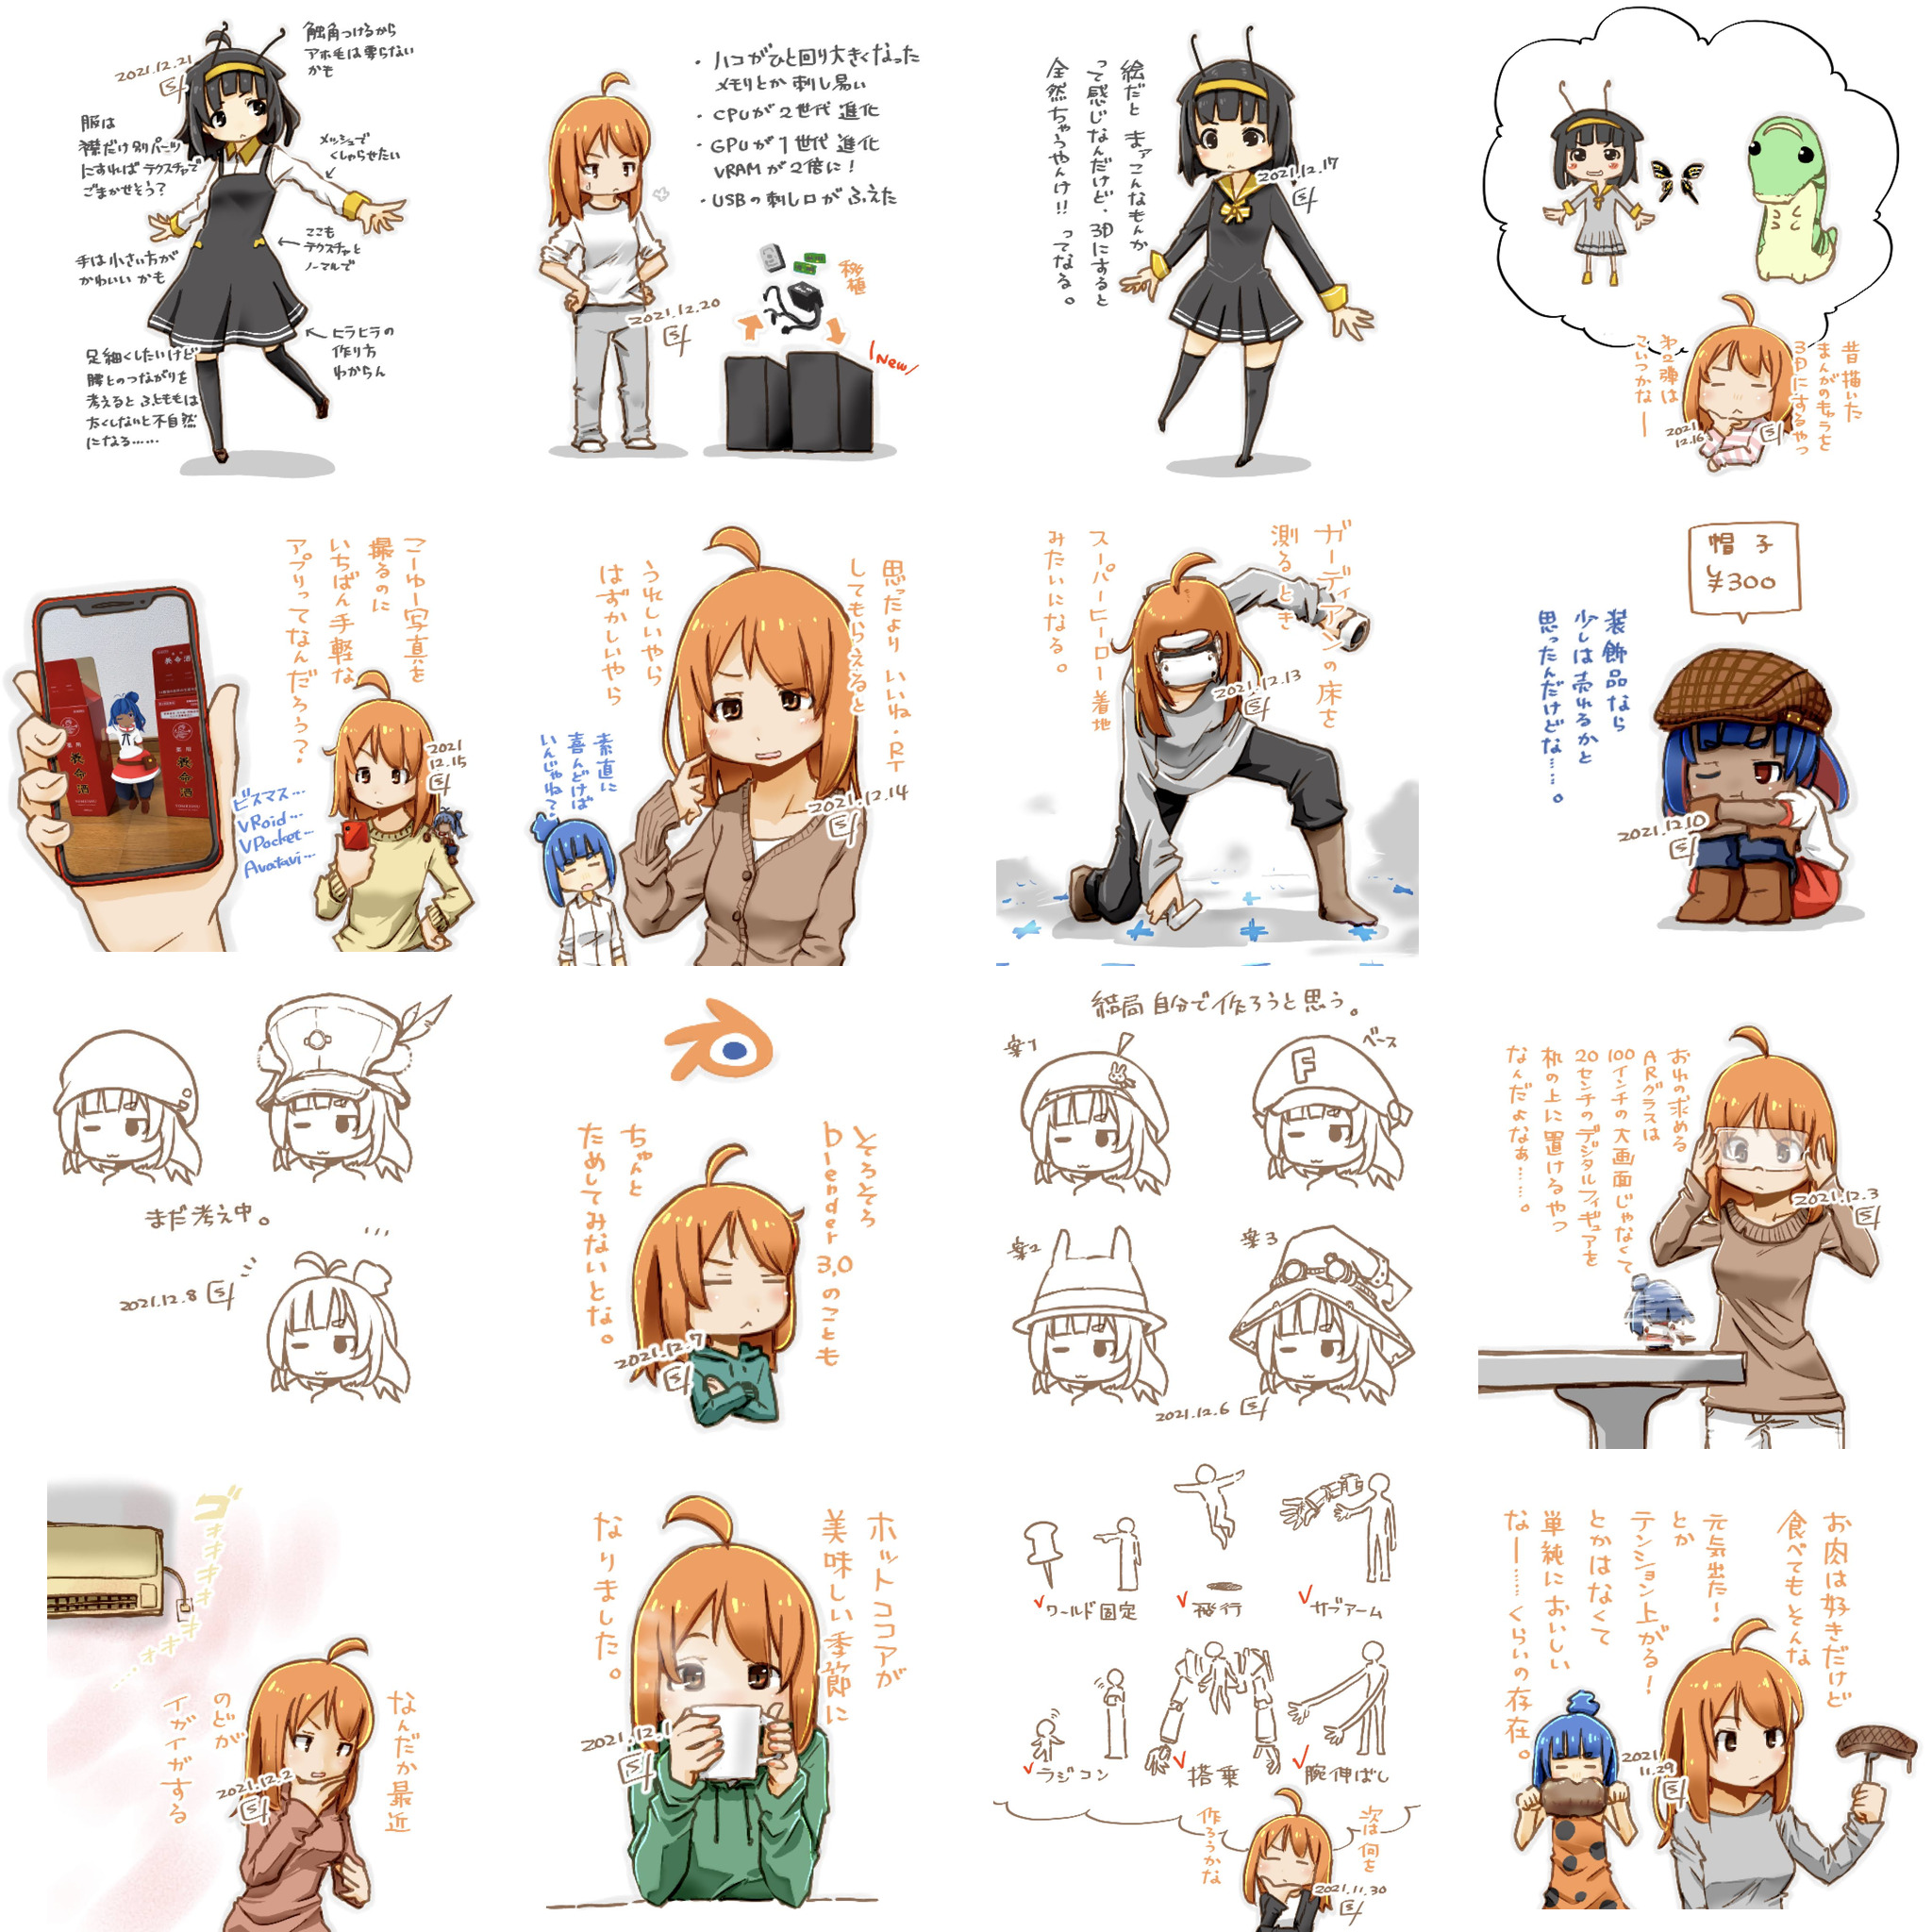 触角つけるから
アホ毛は要らない
かも
2021.12.21
服は
襟だけ別パーツ
にすれば テクスチャで
ごまかせそう?
メッシュで
くしゃらせたい
ここも
テクスチャと
ノーマルで
手は小さい方が
かわいい かも
ヒラヒラの
作り方
わからん
足細くしたいけど
腰とのつながりを
考えると ふとももは
太くしないと不自然
になる……
・ハコがひと回り大きくなった
メモリとか 刺し易い
・CPUが2世代 進化
・GPUが1世代 進化
VRAMが2倍に!
・USBの刺し口が ふえた
移植
2021.12.20
New
絵だと まァこんなもんか
って感じなんだけど、3Dにすると
全然ちゃうやんけ!! ってなる。
2021.12.17
昔描いた
まんがのキャラを
3Dにするやつ
第2弾は
こいつかなー
2021
12.16
こーゆー写真を
撮るのに
いちばん手軽な
アプリってなんだろう?
養命酒
養命酒
養命酒
2021
12.15
ビスマス…
VRoid…
VPocket…
Avatavi…
思ったより いいね・RT
してもらえると
うれしいやら
はずかしいやら
素直に
喜んどけば
いんじゃね?
2021.12.14
ガーディアンの床を
測るとき
スーパーヒーロー着地
みたいになる。
2021.12.13
帽子
¥300
装飾品なら
少しは売れるかと
思ったんだけどな……。
2021.12.10
まだ考え中。
・・・
2021.12.8
そろそろ
blender 3.0のことも
ちゃんと
ためしてみないとな。
2021.12.7
結局 自分で作ろうと思う。
案1
ベース
F
案2
案3
2021.12.6
おれの求める
ARグラスは
100インチの大画面じゃなくて
20センチのデジタルフィギュアを
机の上に置けるやつ
なんだよなぁ……。
2021.12.3
ゴォォォォォォォ…
なんだか最近
のどが
イガイガする
2021.12.2
ホットココアが
美味しい季節に
なりました。
2021.12.1
ワールド固定
飛行
サブアーム
ラジコン
搭乗
腕伸ばし
次は何を
作ろうかな
2021.11.30
お肉は好きだけど
食べてもそんな
元気出た!
とか
テンション上がる!
とかはなくて
単純においしい
なー……くらいの存在。
2021
11.29